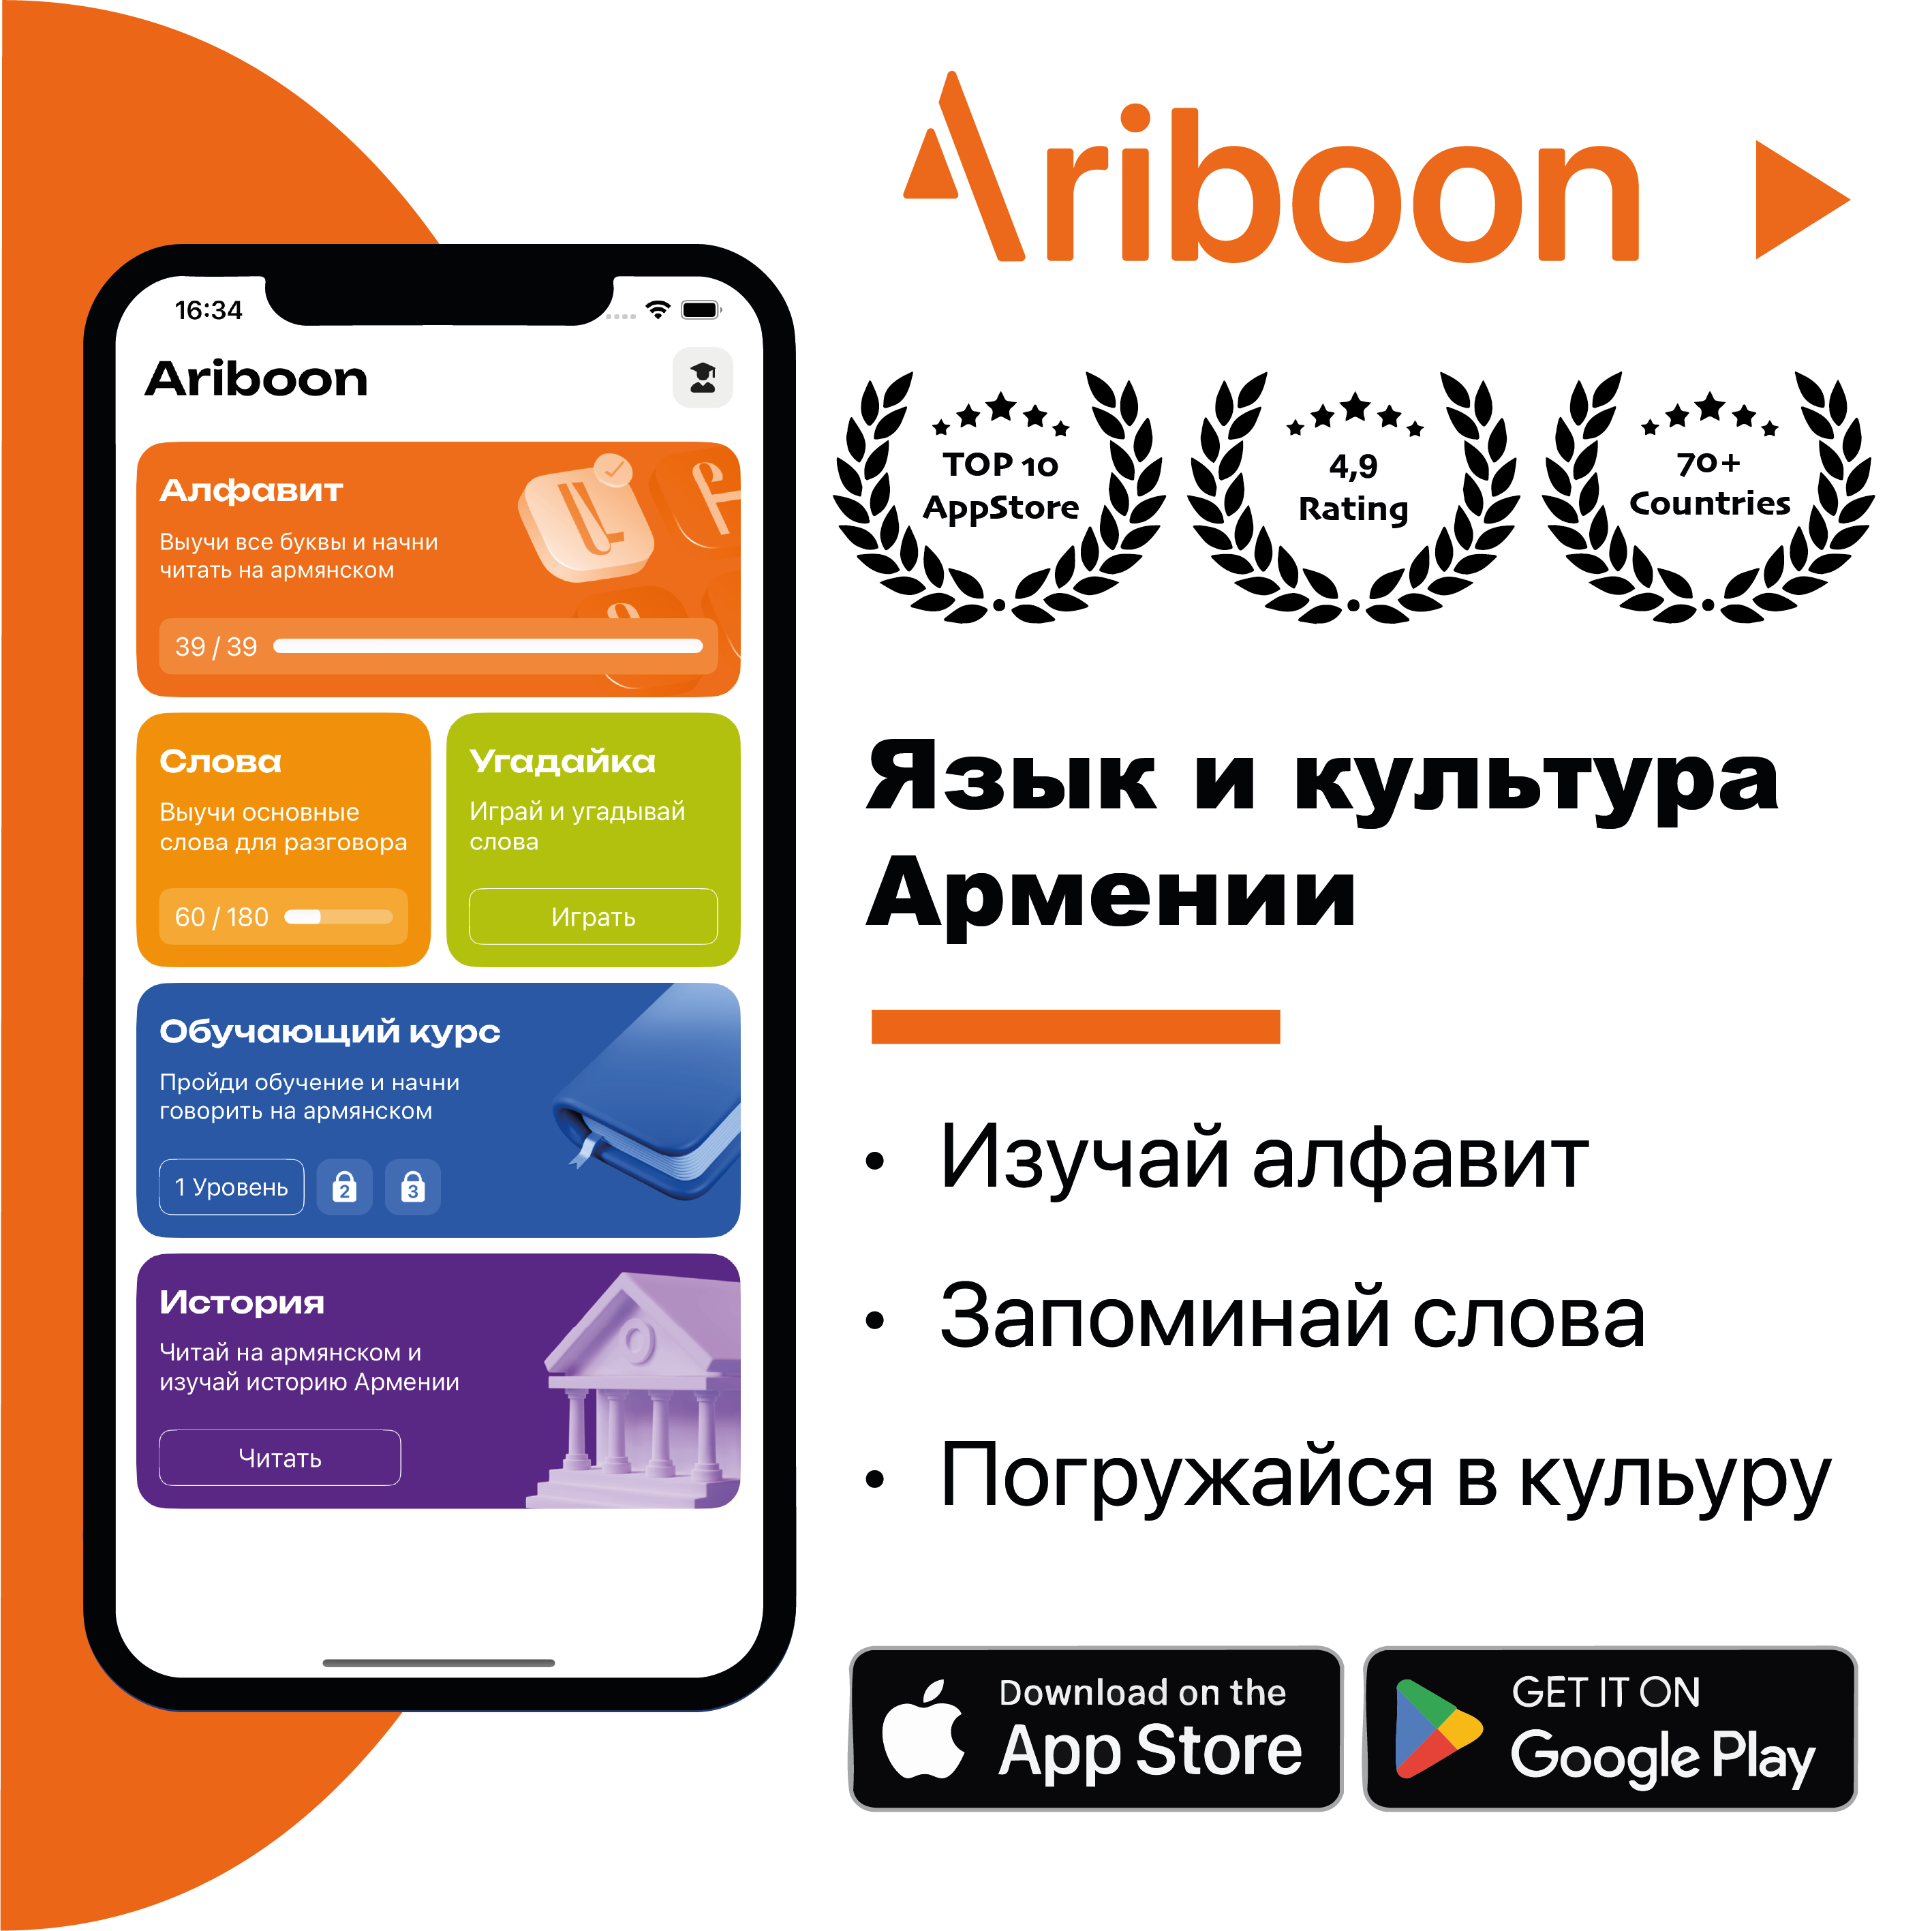 Ariboon
TOP 10
AppStore
4,9
Rating
70+
Countries
Язык и культура
Армении
• Изучай алфавит
• Запоминай слова
• Погружайся в кульуру
Download on the
App Store
GET IT ON
Google Play
16:34
Ariboon
Алфавит
Выучи все буквы и начни
читать на армянском
39 / 39
Слова
Выучи основные
слова для разговора
60 / 180
Угадайка
Играй и угадывай
слова
Играть
Обучающий курс
Пройди обучение и начни
говорить на армянском
1 Уровень
2
3
История
Читай на армянском и
изучай историю Армении
Читать